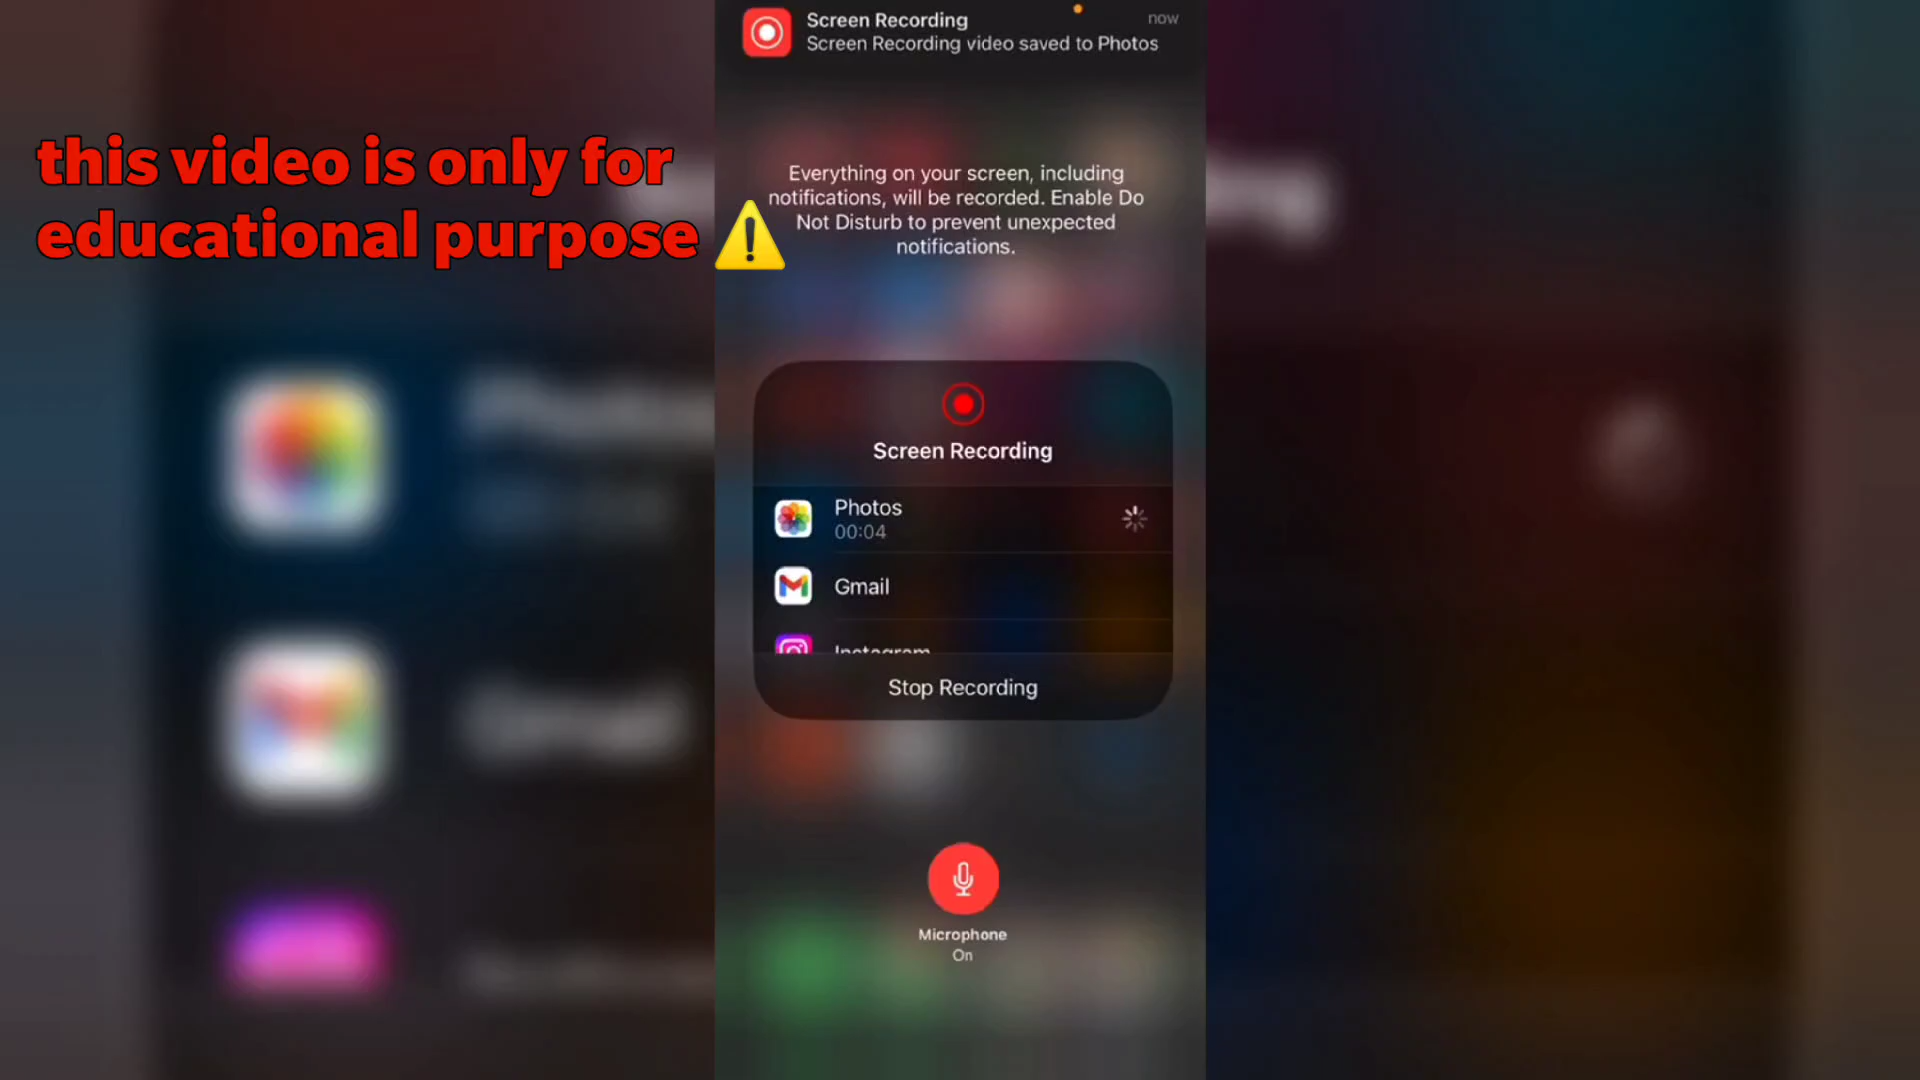 Screen Recording
now
Screen Recording video saved to Photos
this video is only for
educational purpose ⚠️
Everything on your screen, including
notifications, will be recorded. Enable Do
Not Disturb to prevent unexpected
notifications.
Screen Recording
Photos
00:04
Gmail
Instagram
Stop Recording
Microphone
On